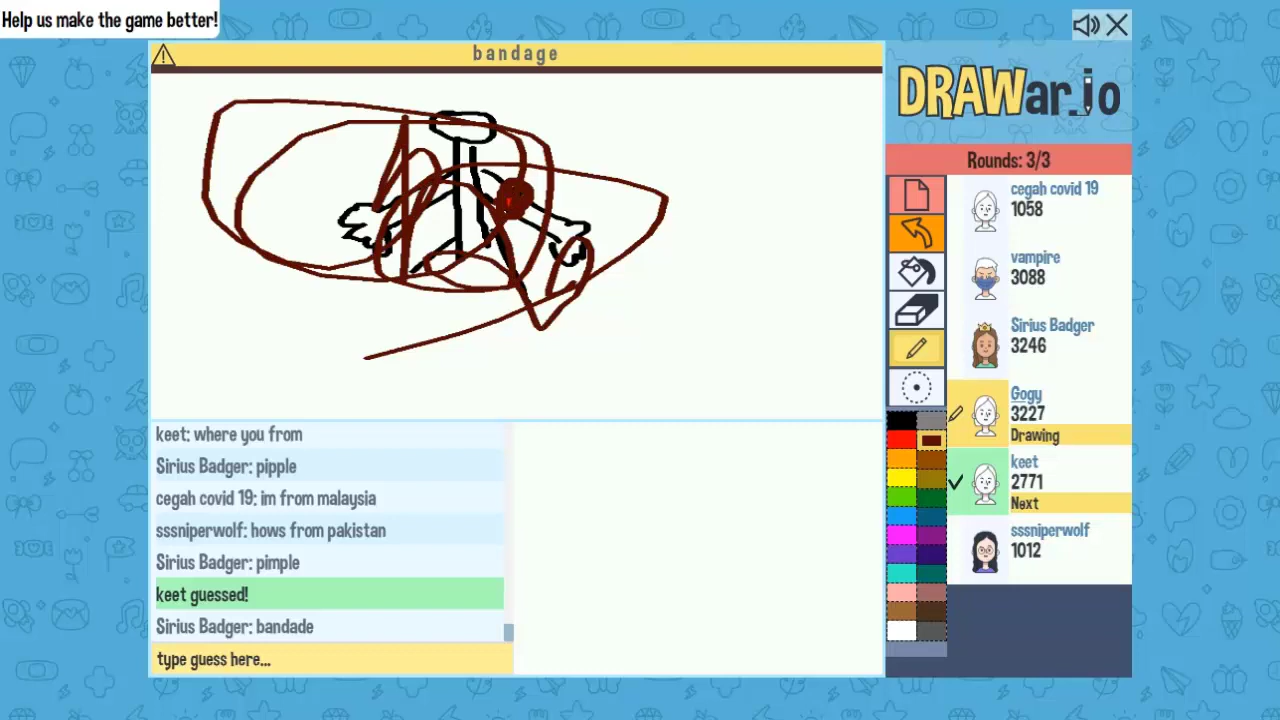 Help us make the game better!
bandage
DRAWar.io
Rounds: 3/3
cegah covid 19
1058
vampire
3088
Sirius Badger
3246
Gogy
3227
Drawing
keet
2771
Next
sssniperwolf
1012
keet: where you from
Sirius Badger: pipple
cegah covid 19: im from malaysia
sssniperwolf: hows from pakistan
Sirius Badger: pimple
keet guessed!
Sirius Badger: bandade
type guess here...